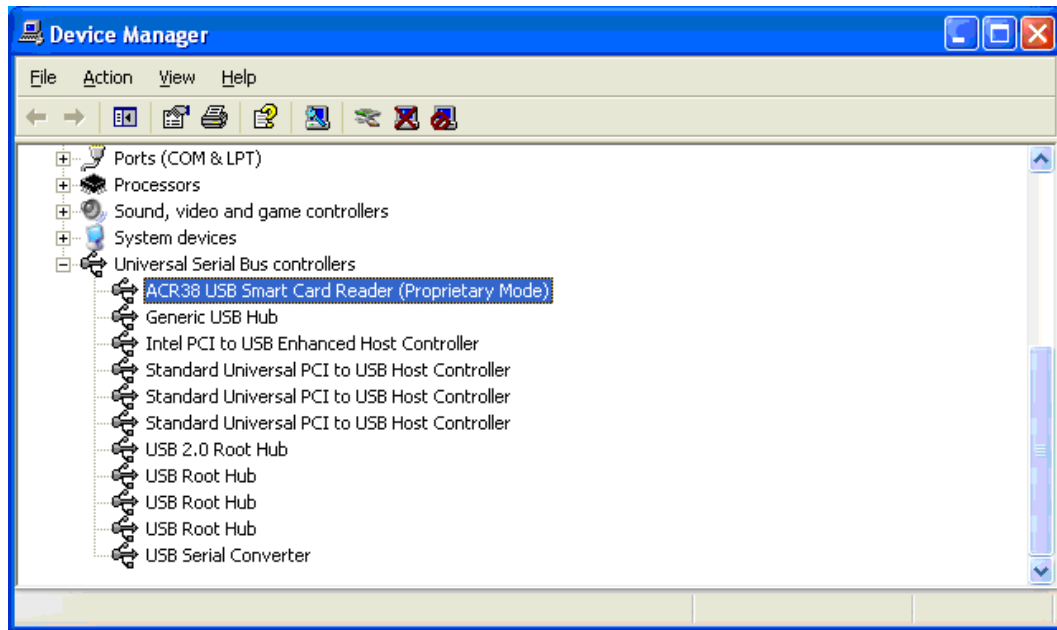 Device Manager
File Action View Help
Ports (COM & LPT)
Processors
Sound, video and game controllers
System devices
Universal Serial Bus controllers
ACR38 USB Smart Card Reader (Proprietary Mode)
Generic USB Hub
Intel PCI to USB Enhanced Host Controller
Standard Universal PCI to USB Host Controller
Standard Universal PCI to USB Host Controller
Standard Universal PCI to USB Host Controller
USB 2.0 Root Hub
USB Root Hub
USB Root Hub
USB Root Hub
USB Serial Converter